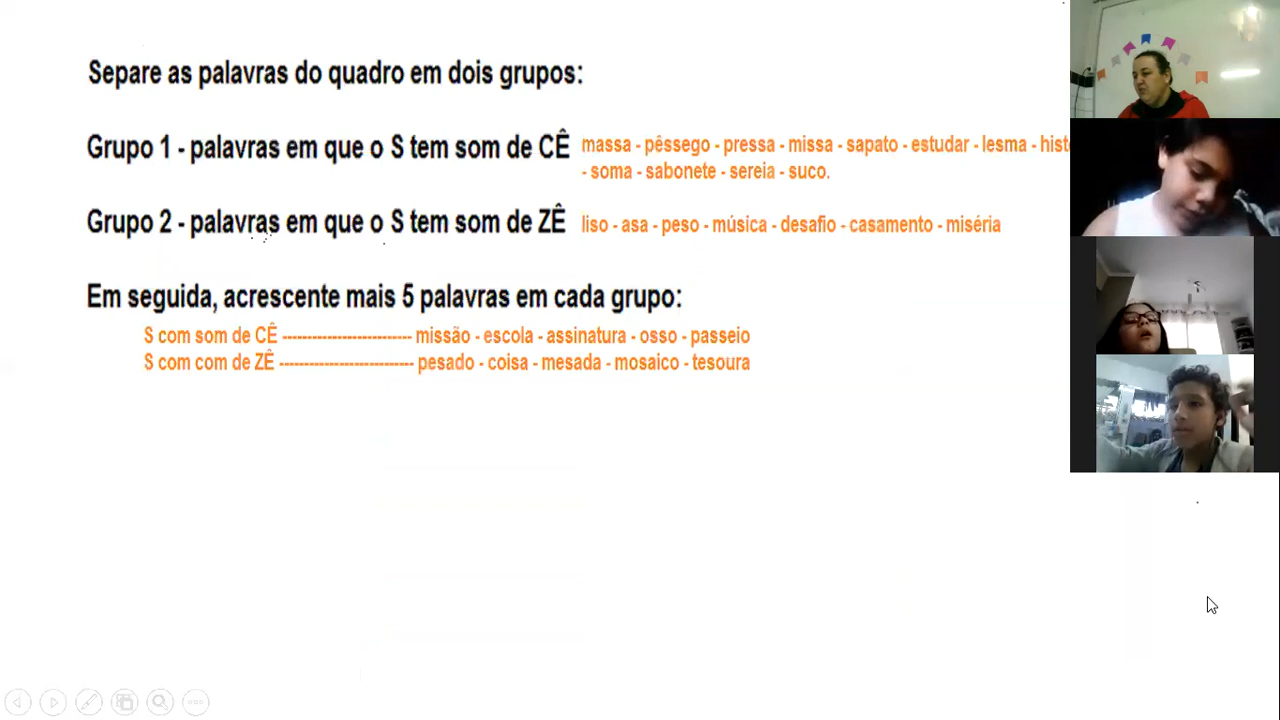 Separe as palavras do quadro em dois grupos:
Grupo 1 - palavras em que o S tem som de CÊ massa - pêssego - pressa - missa - sapato - estudar - lesma -
- soma - sabonete - sereia - suco.
Grupo 2 - palavras em que o S tem som de ZÊ liso - asa - peso - música - desafio - casamento - miséria
Em seguida, acrescente mais 5 palavras em cada grupo:
S com som de CÊ -------------------------- missão - escola - assinatura - osso - passeio
S com com de ZÊ --------------------------- pesado - coisa - mesada - mosaico - tesoura